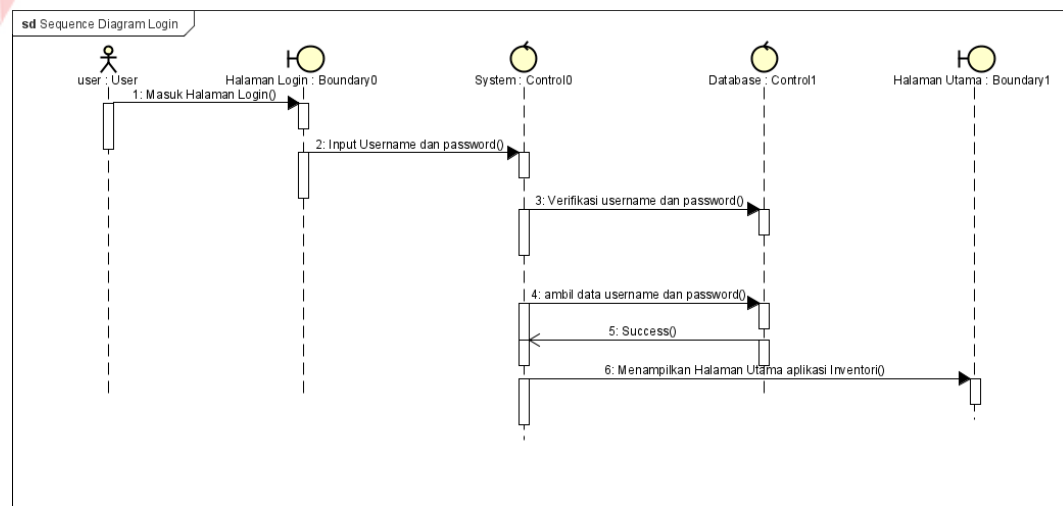 sd Sequence Diagram Login
user : User
Halaman Login : Boundary0
System : Control0
Database : Control1
Halaman Utama : Boundary1
1: Masuk Halaman Login()
2: Input Username dan password()
3: Verifikasi username dan password()
4: ambil data username dan password()
5: Success()
6: Menampilkan Halaman Utama aplikasi Inventori()